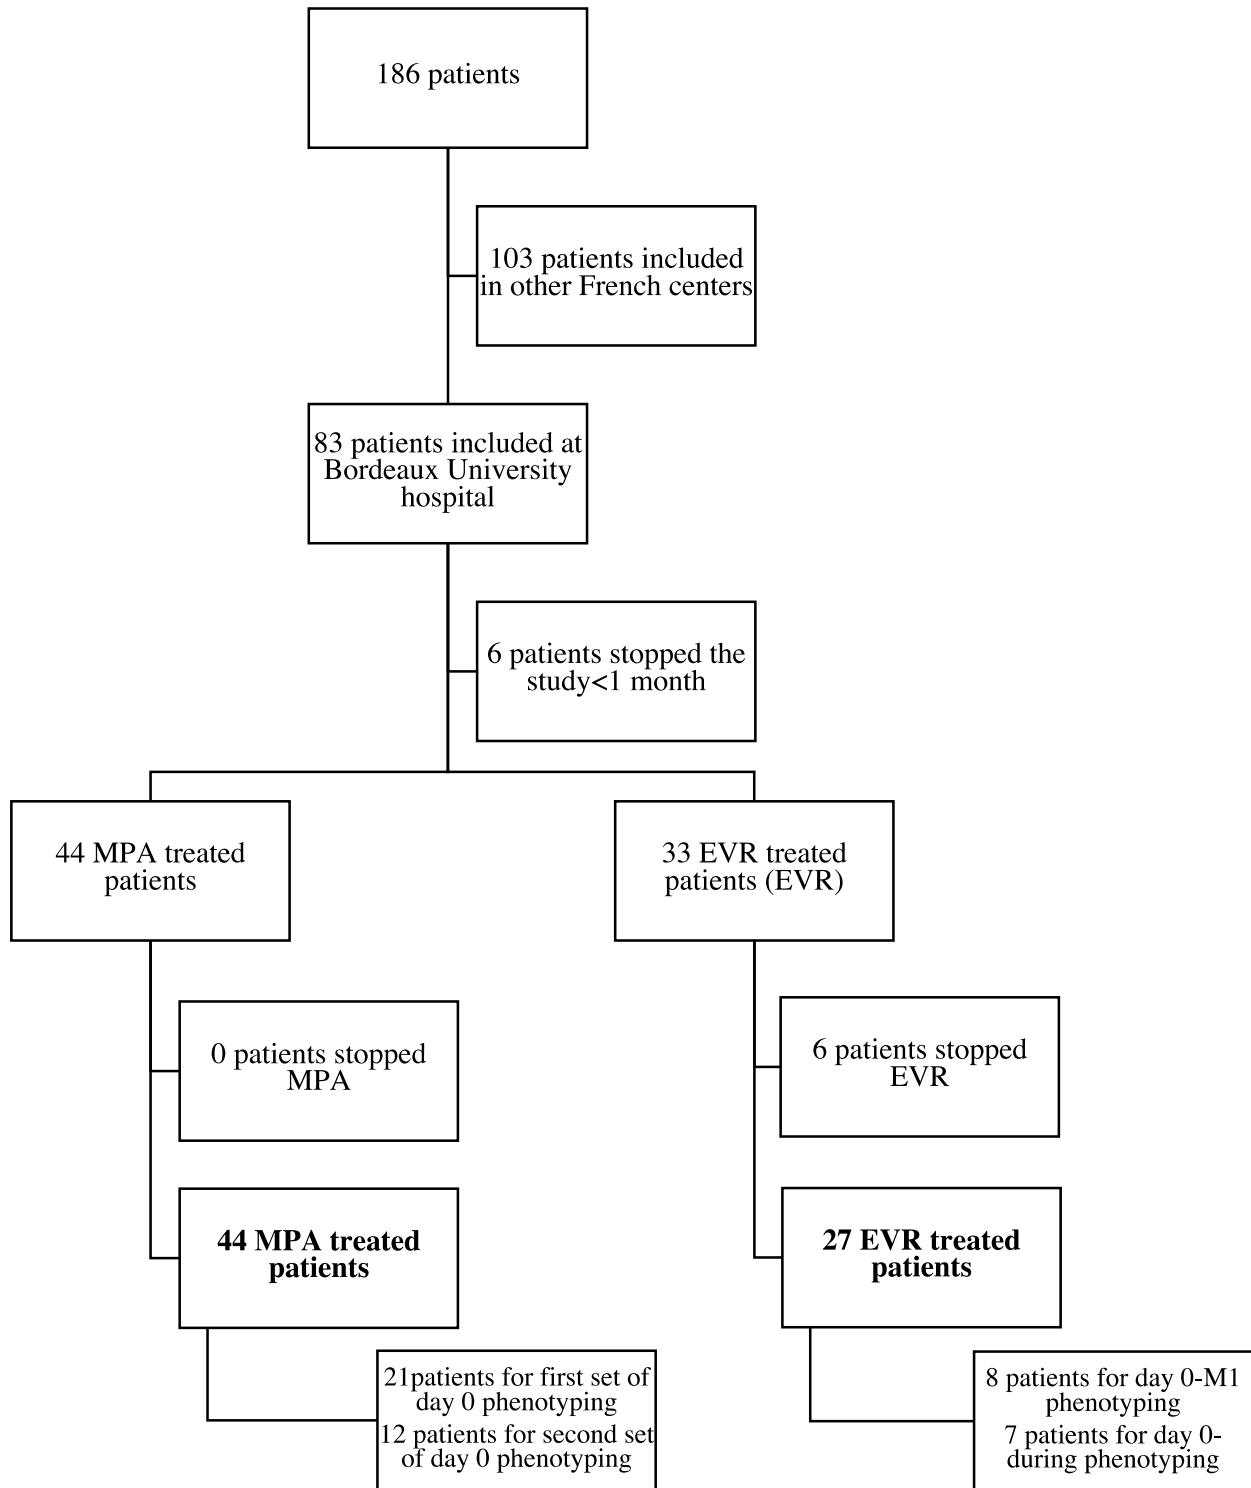 186 patients
103 patients included
in other French centers
83 patients included at
Bordeaux University
hospital
6 patients stopped the
study<1 month
44 MPA treated
patients
33 EVR treated
patients (EVR)
0 patients stopped
MPA
6 patients stopped
EVR
44 MPA treated
patients
27 EVR treated
patients
21patients for first set of
day 0 phenotyping
12 patients for second set
of day 0 phenotyping
8 patients for day 0-M1
phenotyping
7 patients for day 0-
during phenotyping